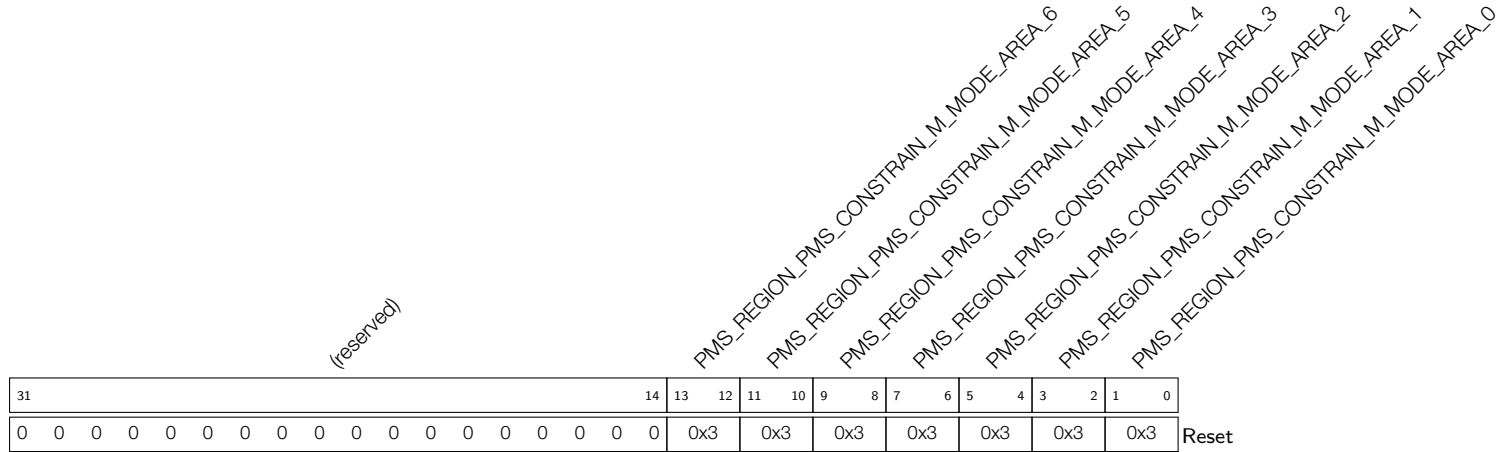 (reserved)
PMS_REGION_PMS_CONSTRAIN_M_MODE_AREA_6
PMS_REGION_PMS_CONSTRAIN_M_MODE_AREA_5
PMS_REGION_PMS_CONSTRAIN_M_MODE_AREA_4
PMS_REGION_PMS_CONSTRAIN_M_MODE_AREA_3
PMS_REGION_PMS_CONSTRAIN_M_MODE_AREA_2
PMS_REGION_PMS_CONSTRAIN_M_MODE_AREA_1
PMS_REGION_PMS_CONSTRAIN_M_MODE_AREA_0
31 14 13 12 11 10 9 8 7 6 5 4 3 2 1 0
0 0 0 0 0 0 0 0 0 0 0 0 0 0 0 0 0 0 0x3 0x3 0x3 0x3 0x3 0x3 0x3 Reset